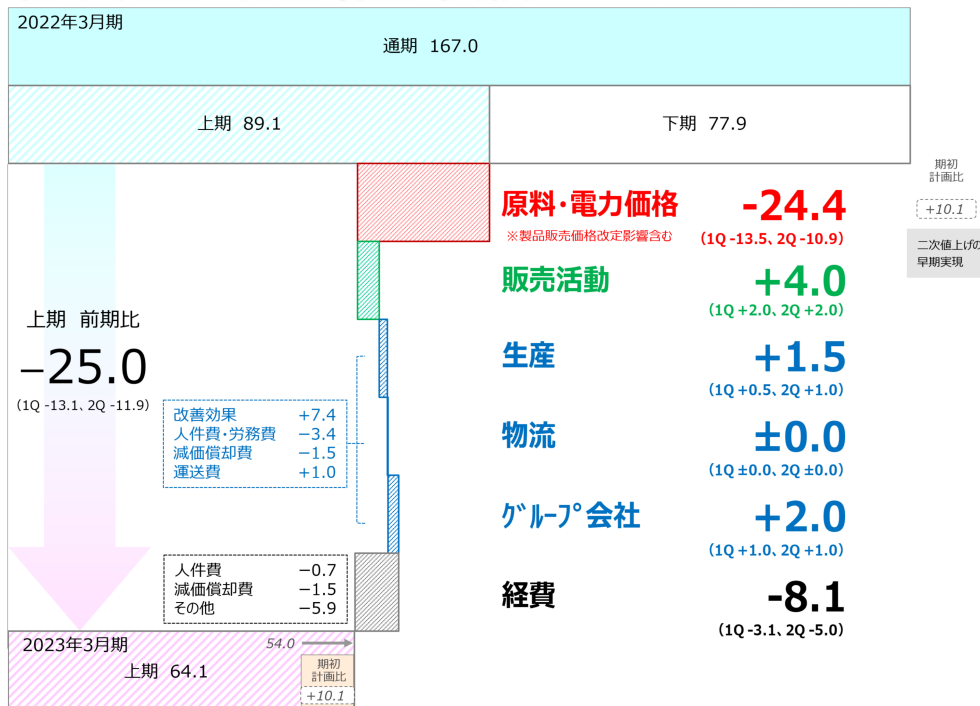 2022年3月期
通期 167.0
上期 89.1
下期 77.9
期初
計画比
+10.1
二次値上げの
早期実現
原料・電力価格 -24.4
※製品販売価格改定影響含む (1Q -13.5、2Q -10.9)
販売活動 +4.0
(1Q +2.0、2Q +2.0)
上期 前期比
−25.0
(1Q -13.1、2Q -11.9)
生産 +1.5
(1Q +0.5、2Q +1.0)
改善効果 +7.4
人件費・労務費 −3.4
減価償却費 −1.5
運送費 +1.0
物流 ±0.0
(1Q ±0.0、2Q ±0.0)
ｸﾞﾙｰﾌﾟ会社 +2.0
(1Q +1.0、2Q +1.0)
人件費 −0.7
減価償却費 −1.5
その他 −5.9
経費 -8.1
(1Q -3.1、2Q -5.0)
2023年3月期
54.0
上期 64.1
期初
計画比
+10.1